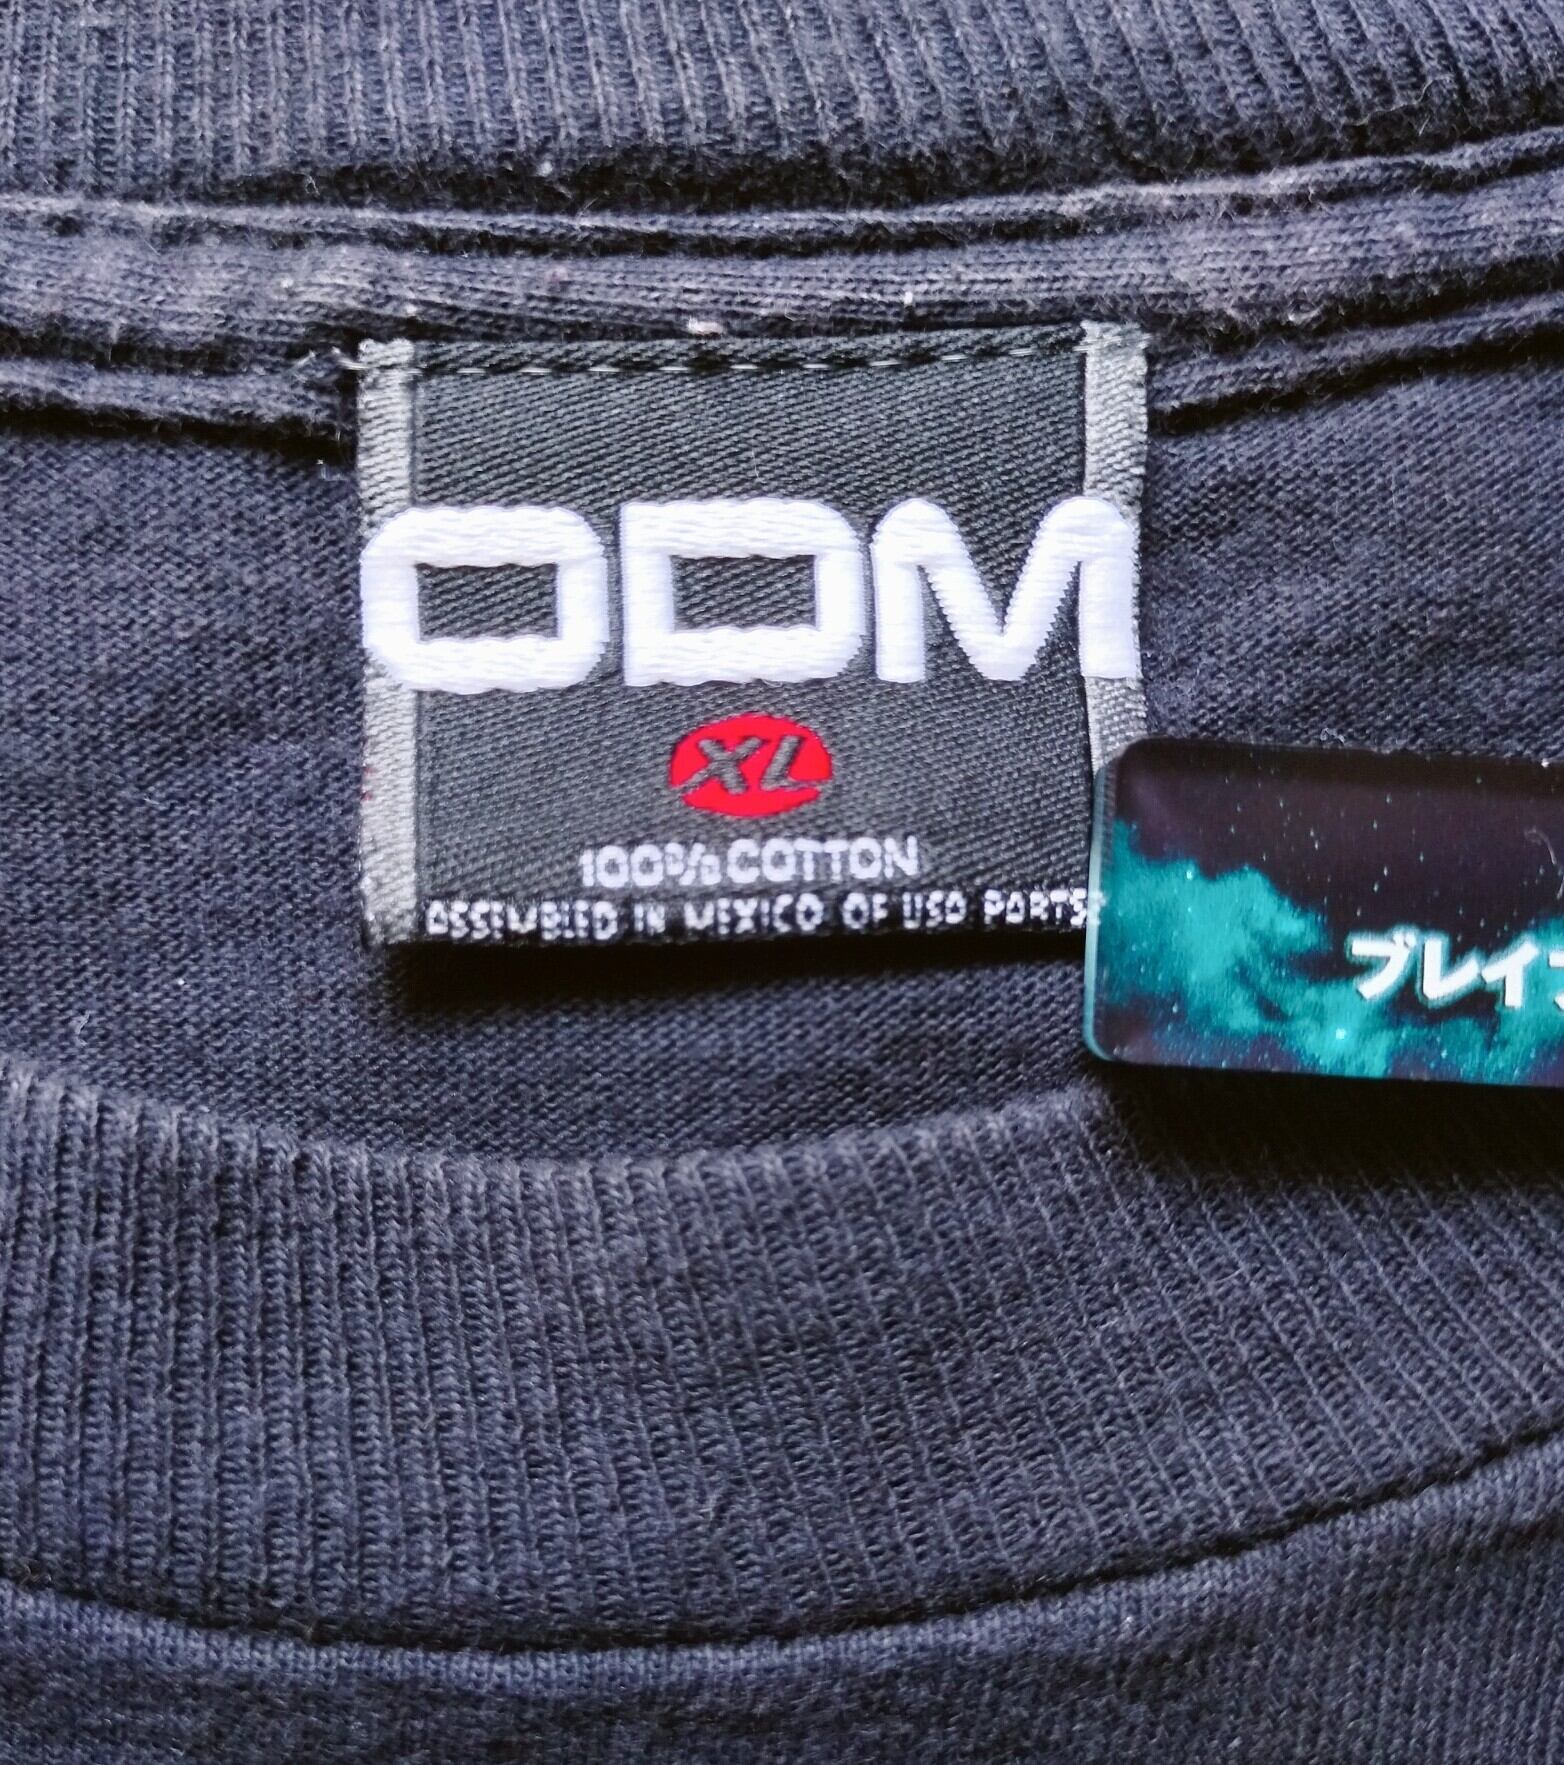 ODM
XL
100% COTTON
ASSEMBLED IN MEXICO OF USA PARTS
ブレイ